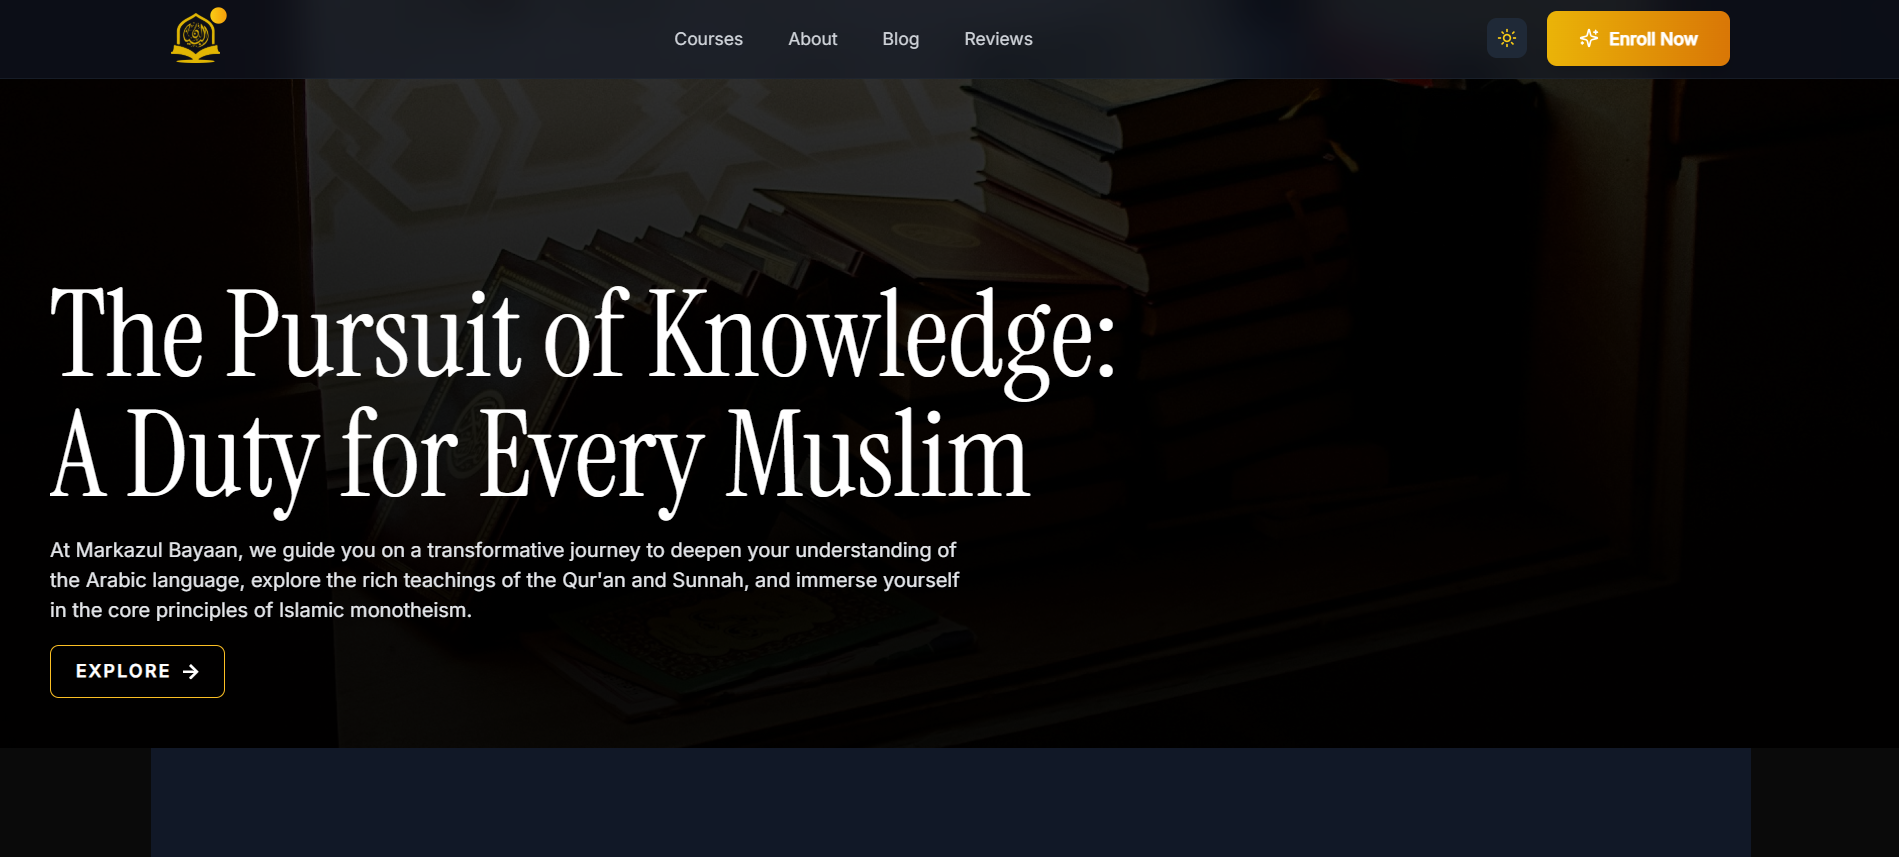 Courses
About
Blog
Reviews
Enroll Now
The Pursuit of Knowledge:
A Duty for Every Muslim
At Markazul Bayaan, we guide you on a transformative journey to deepen your understanding of
the Arabic language, explore the rich teachings of the Qur'an and Sunnah, and immerse yourself
in the core principles of Islamic monotheism.
EXPLORE →